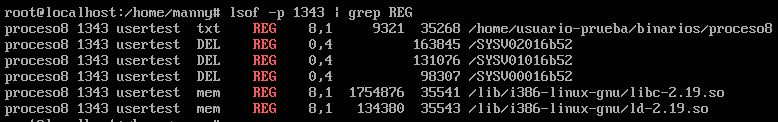 root@localhost:/home/manny# lsof -p 1343 | grep REG
proceso8 1343 usertest txt REG 8,1 9321 35268 /home/usuario-prueba/binarios/proceso8
proceso8 1343 usertest DEL REG 0,4 163845 /SYSV02016b52
proceso8 1343 usertest DEL REG 0,4 131076 /SYSV01016b52
proceso8 1343 usertest DEL REG 0,4 98307 /SYSV00016b52
proceso8 1343 usertest mem REG 8,1 1754876 35541 /lib/i386-linux-gnu/libc-2.19.so
proceso8 1343 usertest mem REG 8,1 134380 35543 /lib/i386-linux-gnu/ld-2.19.so